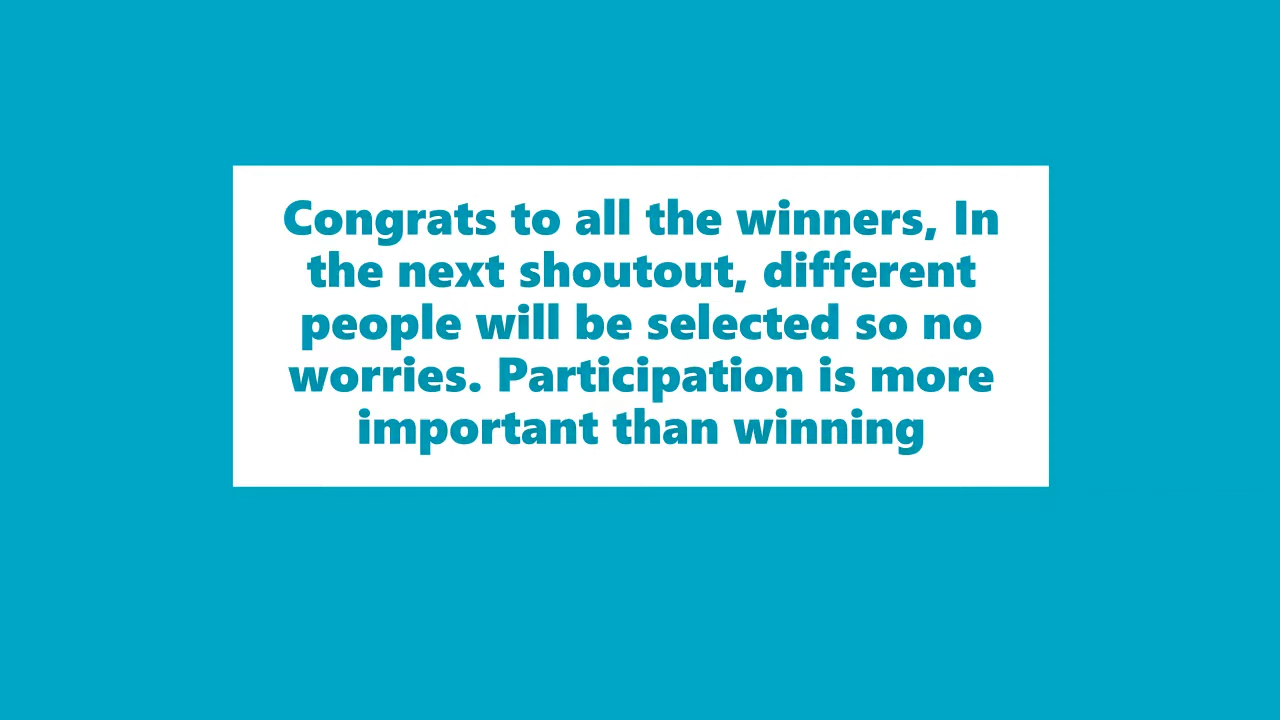 Congrats to all the winners, In
the next shoutout, different
people will be selected so no
worries. Participation is more
important than winning